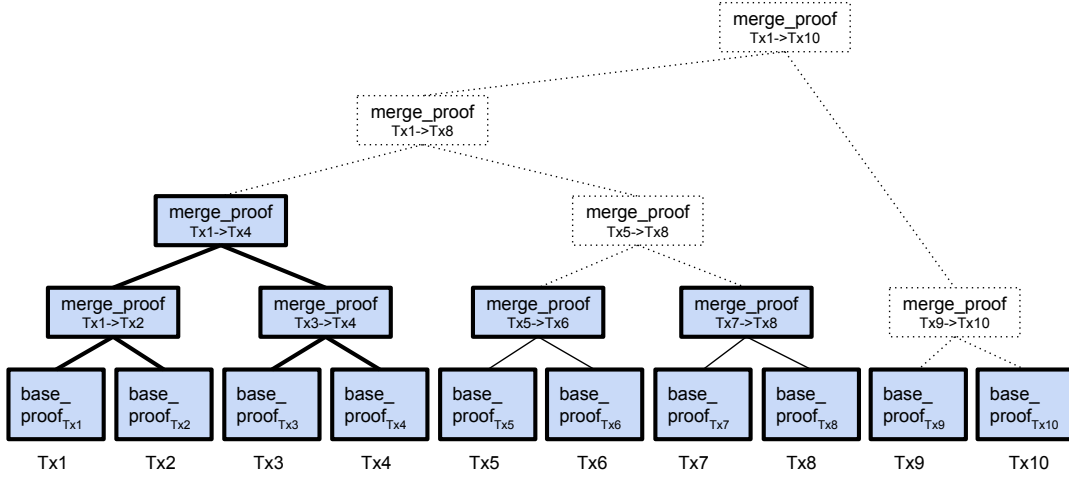 merge_proof
Tx1->Tx10
merge_proof
Tx1->Tx8
merge_proof
Tx1->Tx4
merge_proof
Tx5->Tx8
merge_proof
Tx1->Tx2
merge_proof
Tx3->Tx4
merge_proof
Tx5->Tx6
merge_proof
Tx7->Tx8
merge_proof
Tx9->Tx10
base_
proofTx1
base_
proofTx2
base_
proofTx3
base_
proofTx4
base_
proofTx5
base_
proofTx6
base_
proofTx7
base_
proofTx8
base_
proofTx9
base_
proofTx10
Tx1
Tx2
Tx3
Tx4
Tx5
Tx6
Tx7
Tx8
Tx9
Tx10